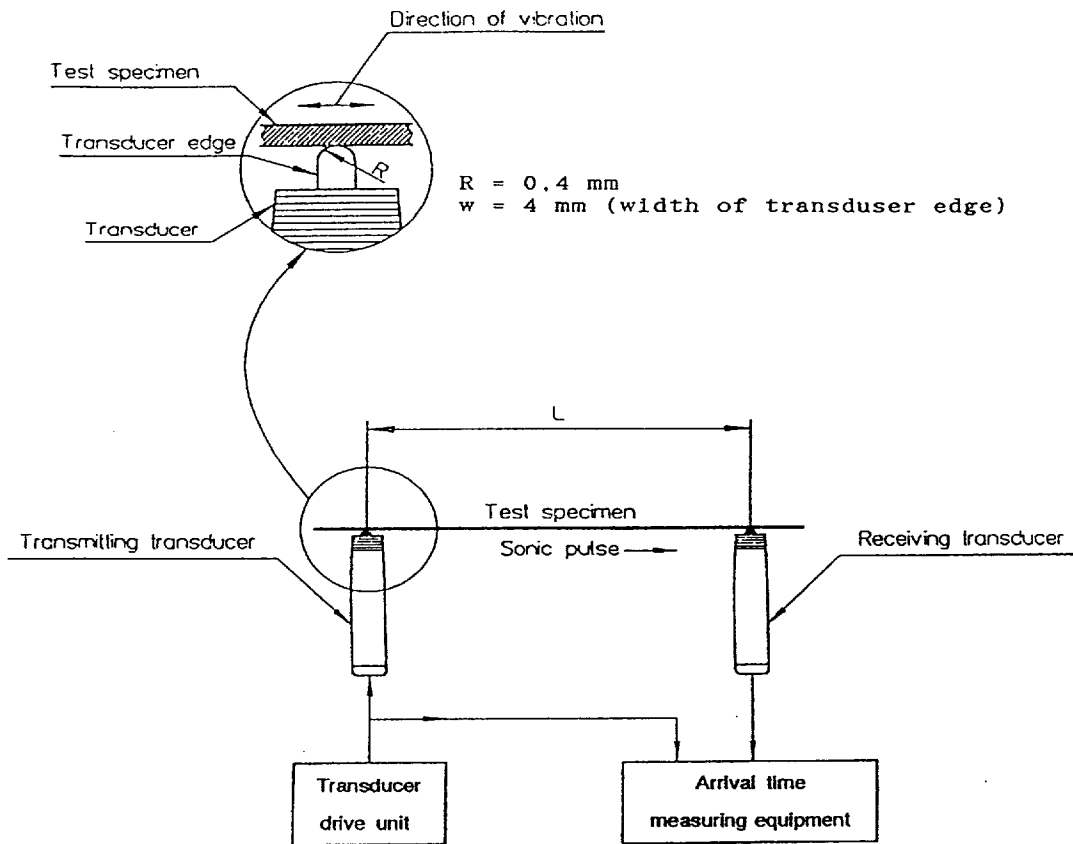 Direction of vibration
Test specimen
Transducer edge
R
R = 0.4 mm
w = 4 mm (width of transduser edge)
Transducer
L
Test specimen
Transmitting transducer
Sonic pulse
Receiving transducer
Transducer
drive unit
Arrival time
measuring equipment